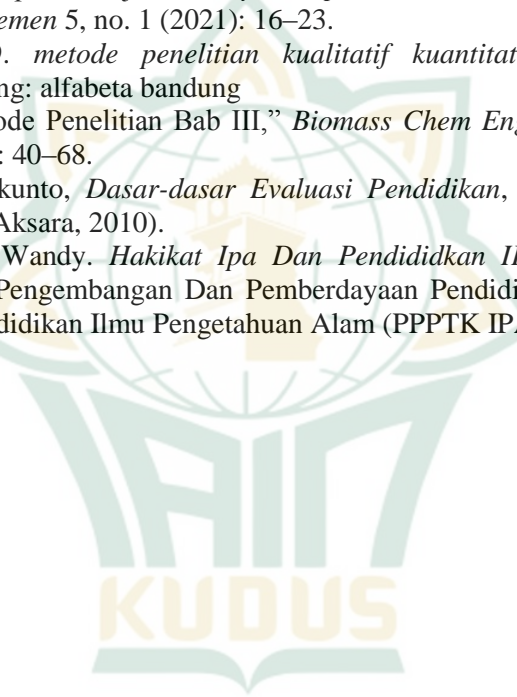 emen 5, no. 1 (2021): 16–23.
. metode penelitian kualitatif kuantitat
ng: alfabeta bandung
ode Penelitian Bab III,” Biomass Chem Eng
: 40–68.
kunto, Dasar-dasar Evaluasi Pendidikan,
Aksara, 2010).
Wandy. Hakikat Ipa Dan Pendididkan I
Pengembangan Dan Pemberdayaan Pendidi
didikan Ilmu Pengetahuan Alam (PPPTK IPA
IAIN
KUDUS